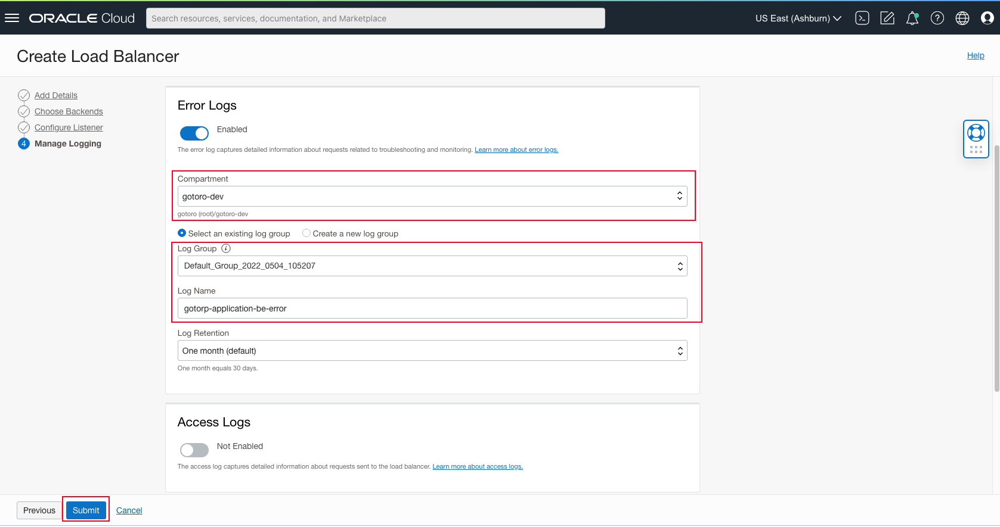 ORACLE Cloud
Search resources, services, documentation, and Marketplace
US East (Ashburn)
Create Load Balancer
Help
Add Details
Choose Backends
Configure Listener
4 Manage Logging
Error Logs
Enabled
The error log captures detailed information about requests related to troubleshooting and monitoring. Learn more about error logs.
Compartment
gotoro-dev
gotoro (root)/gotoro-dev
Select an existing log group Create a new log group
Log Group i
Default_Group_2022_0504_105207
Log Name
gotorp-application-be-error
Log Retention
One month (default)
One month equals 30 days.
Access Logs
Not Enabled
The access log captures detailed information about requests sent to the load balancer. Learn more about access logs.
Previous Submit Cancel